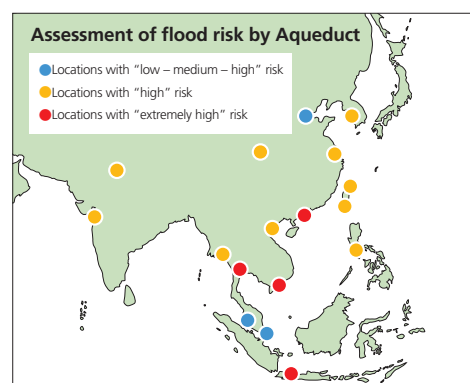 Assessment of flood risk by Aqueduct
Locations with “low – medium – high” risk
Locations with “high” risk
Locations with “extremely high” risk